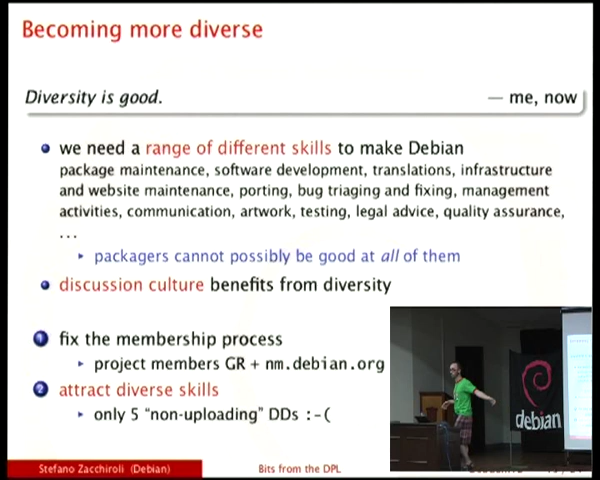 Becoming more diverse
Diversity is good.
— me, now
we need a range of different skills to make Debian
package maintenance, software development, translations, infrastructure
and website maintenance, porting, bug triaging and fixing, management
activities, communication, artwork, testing, legal advice, quality assurance,
...
packagers cannot possibly be good at all of them
discussion culture benefits from diversity
1 fix the membership process
project members GR + nm.debian.org
2 attract diverse skills
only 5 “non-uploading” DDs :-(
debian
Stefano Zacchiroli (Debian)
Bits from the DPL